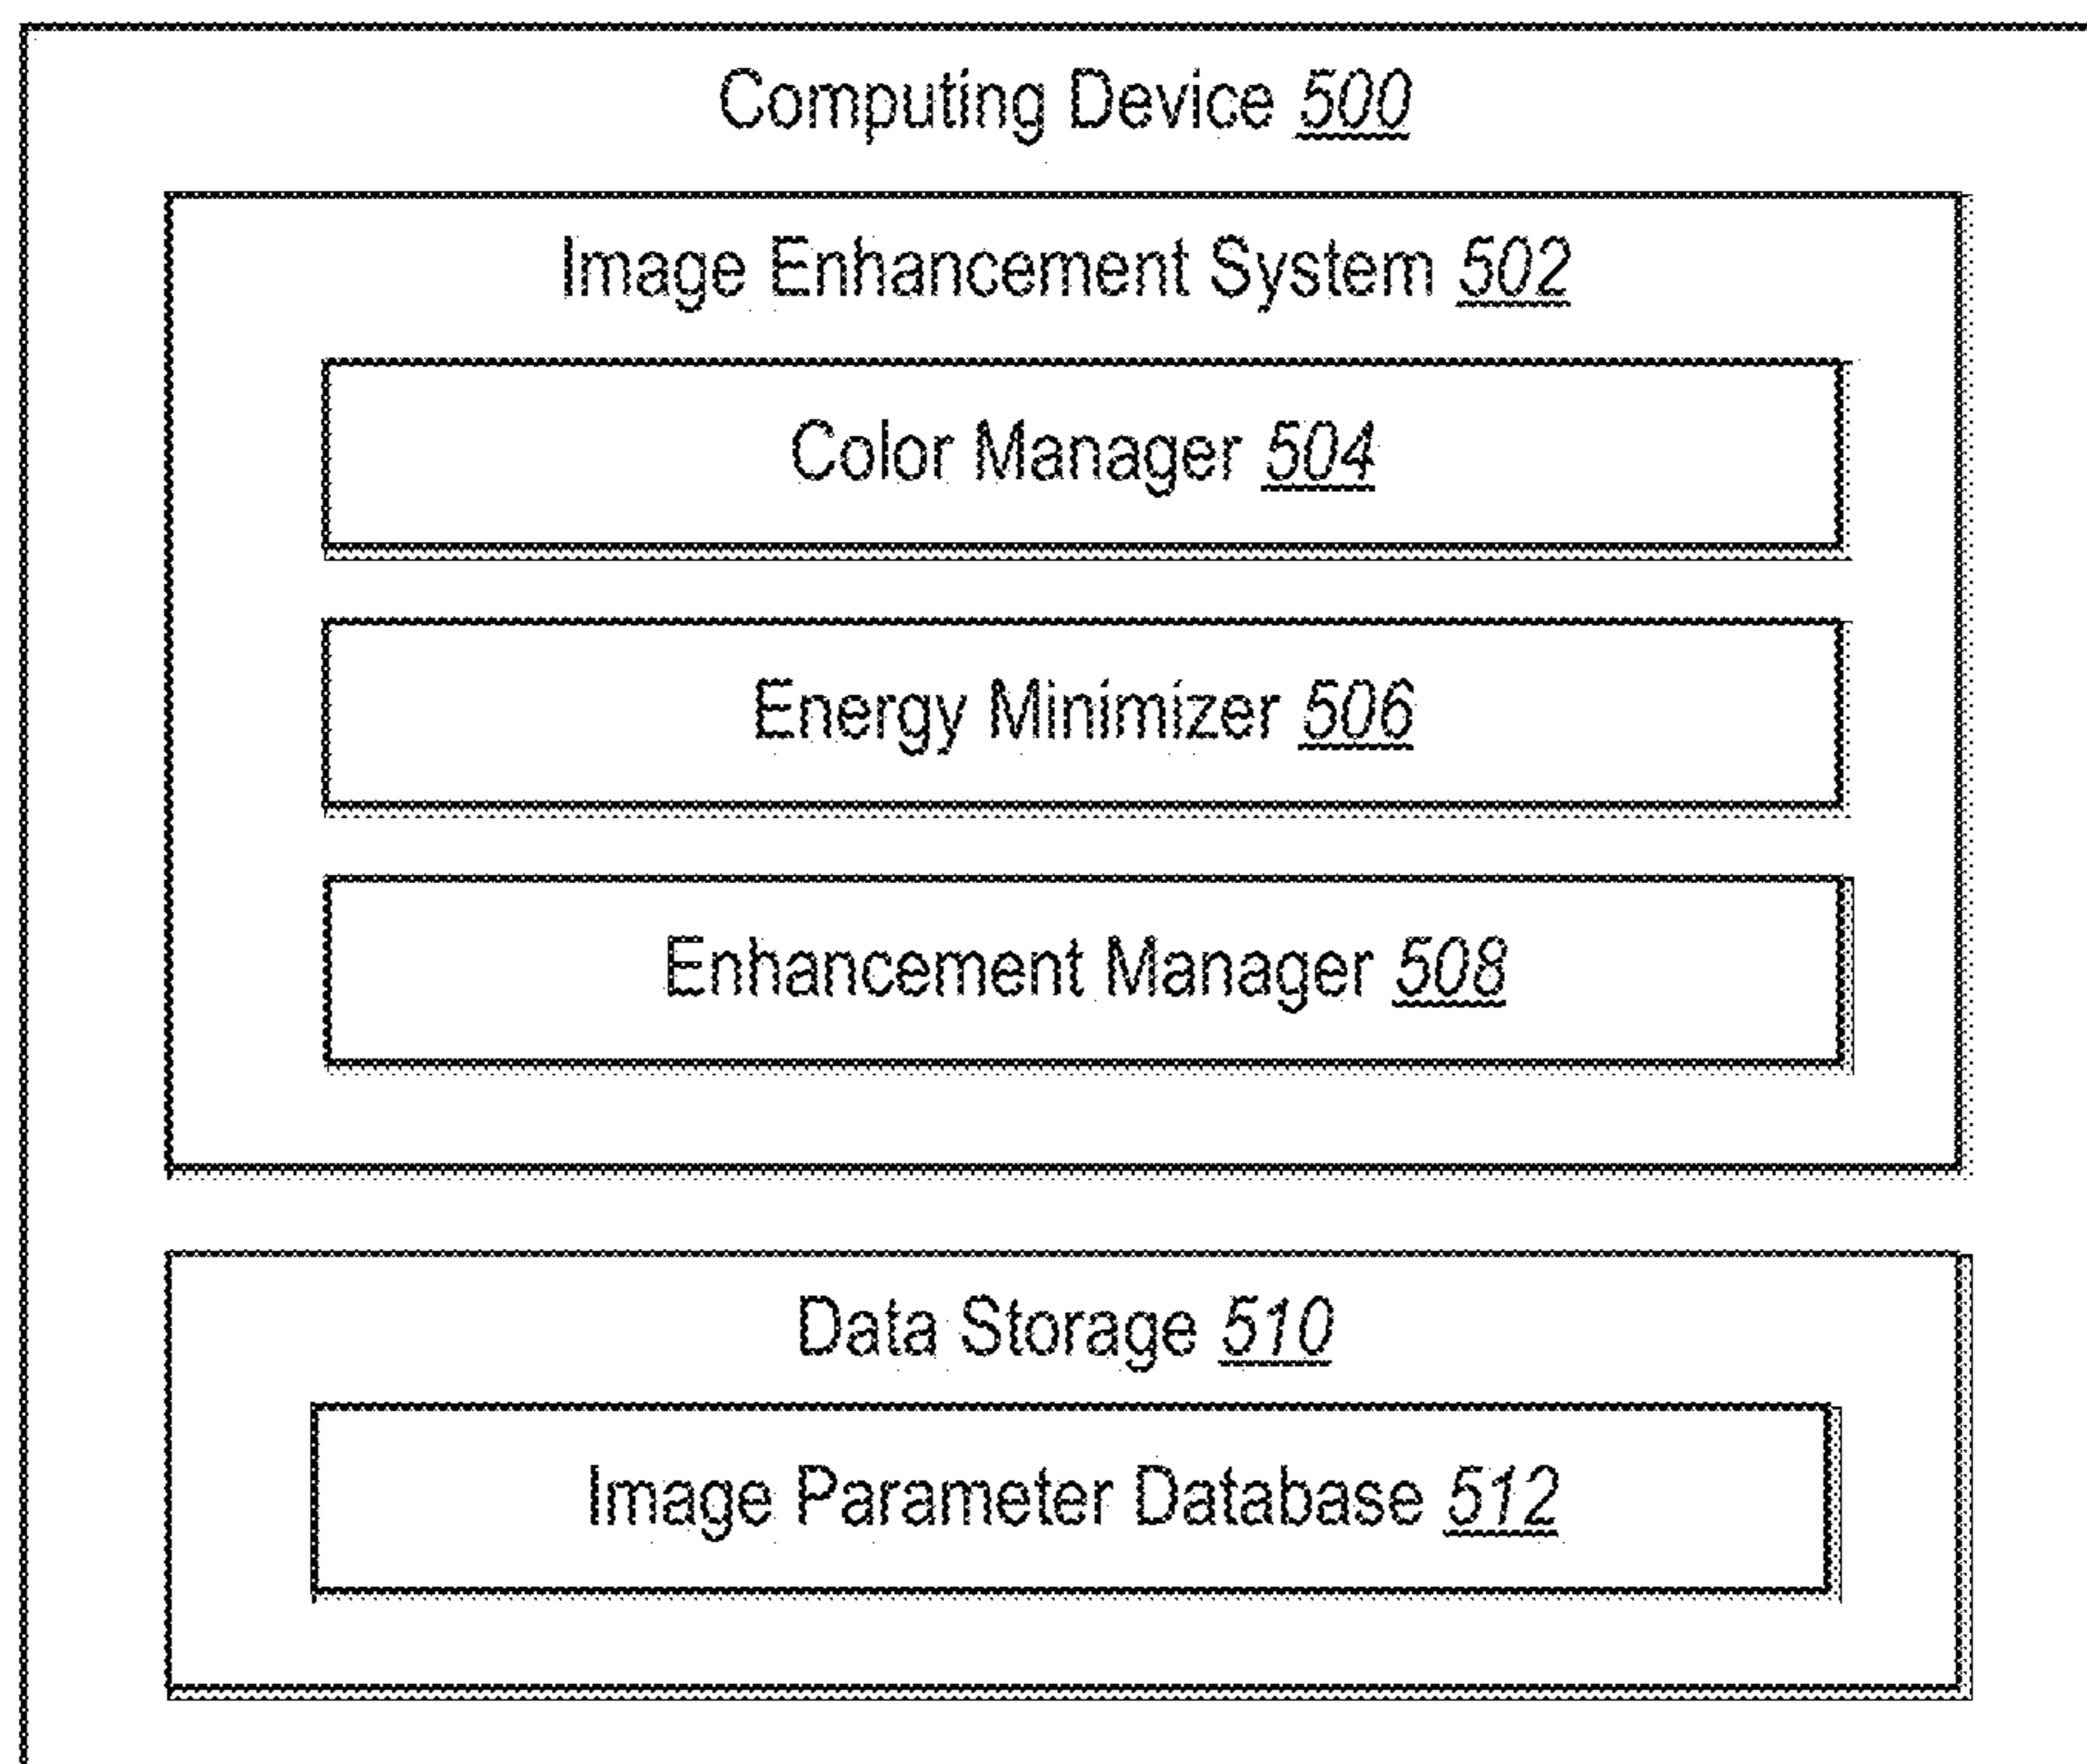 Computing Device 500
Image Enhancement System 502
Color Manager 504
Energy Minimizer 506
Enhancement Manager 508
Data Storage 510
Image Parameter Database 512